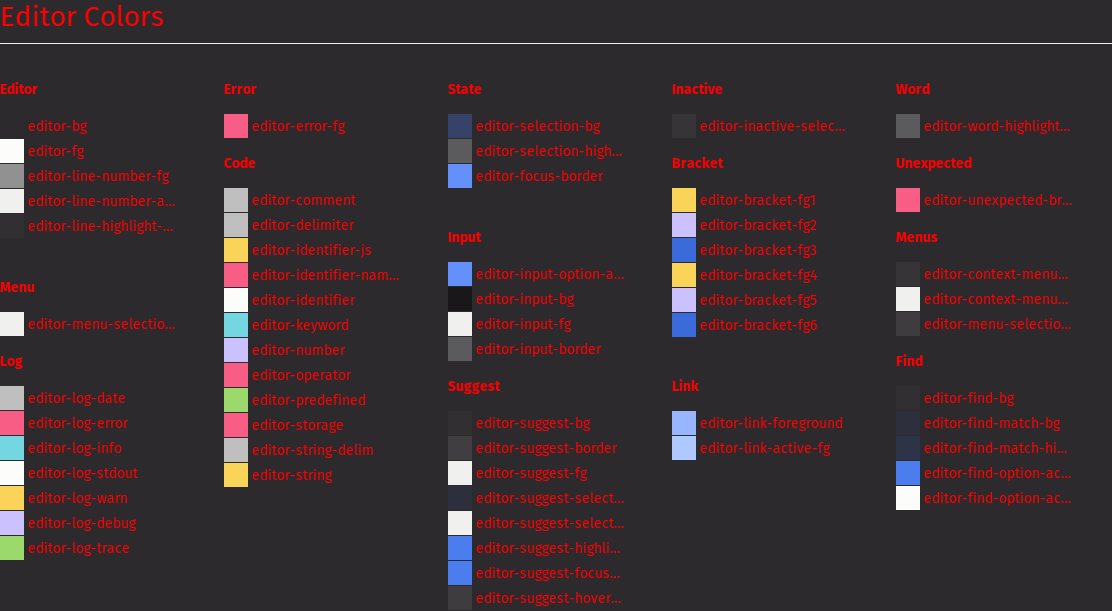 Editor Colors
Editor
editor-bg
editor-fg
editor-line-number-fg
editor-line-number-a...
editor-line-highlight-...
Menu
editor-menu-selectio...
Log
editor-log-date
editor-log-error
editor-log-info
editor-log-stdout
editor-log-warn
editor-log-debug
editor-log-trace
Error
editor-error-fg
Code
editor-comment
editor-delimiter
editor-identifier-js
editor-identifier-nam...
editor-identifier
editor-keyword
editor-number
editor-operator
editor-predefined
editor-storage
editor-string-delim
editor-string
State
editor-selection-bg
editor-selection-high...
editor-focus-border
Input
editor-input-option-a...
editor-input-bg
editor-input-fg
editor-input-border
Suggest
editor-suggest-bg
editor-suggest-border
editor-suggest-fg
editor-suggest-select...
editor-suggest-select...
editor-suggest-highli...
editor-suggest-focus...
editor-suggest-hover...
Inactive
editor-inactive-selec...
Bracket
editor-bracket-fg1
editor-bracket-fg2
editor-bracket-fg3
editor-bracket-fg4
editor-bracket-fg5
editor-bracket-fg6
Link
editor-link-foreground
editor-link-active-fg
Word
editor-word-highlight...
Unexpected
editor-unexpected-br...
Menus
editor-context-menu...
editor-context-menu...
editor-menu-selectio...
Find
editor-find-bg
editor-find-match-bg
editor-find-match-hi...
editor-find-option-ac...
editor-find-option-ac...